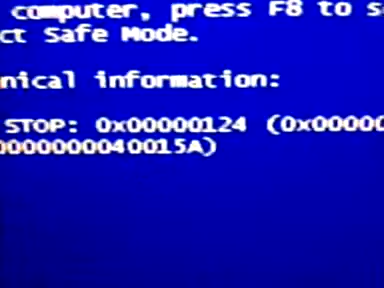 computer, press F8 to s
ct Safe Mode.
nical information:
STOP: 0x00000124 (0x00000
0000000040015A)